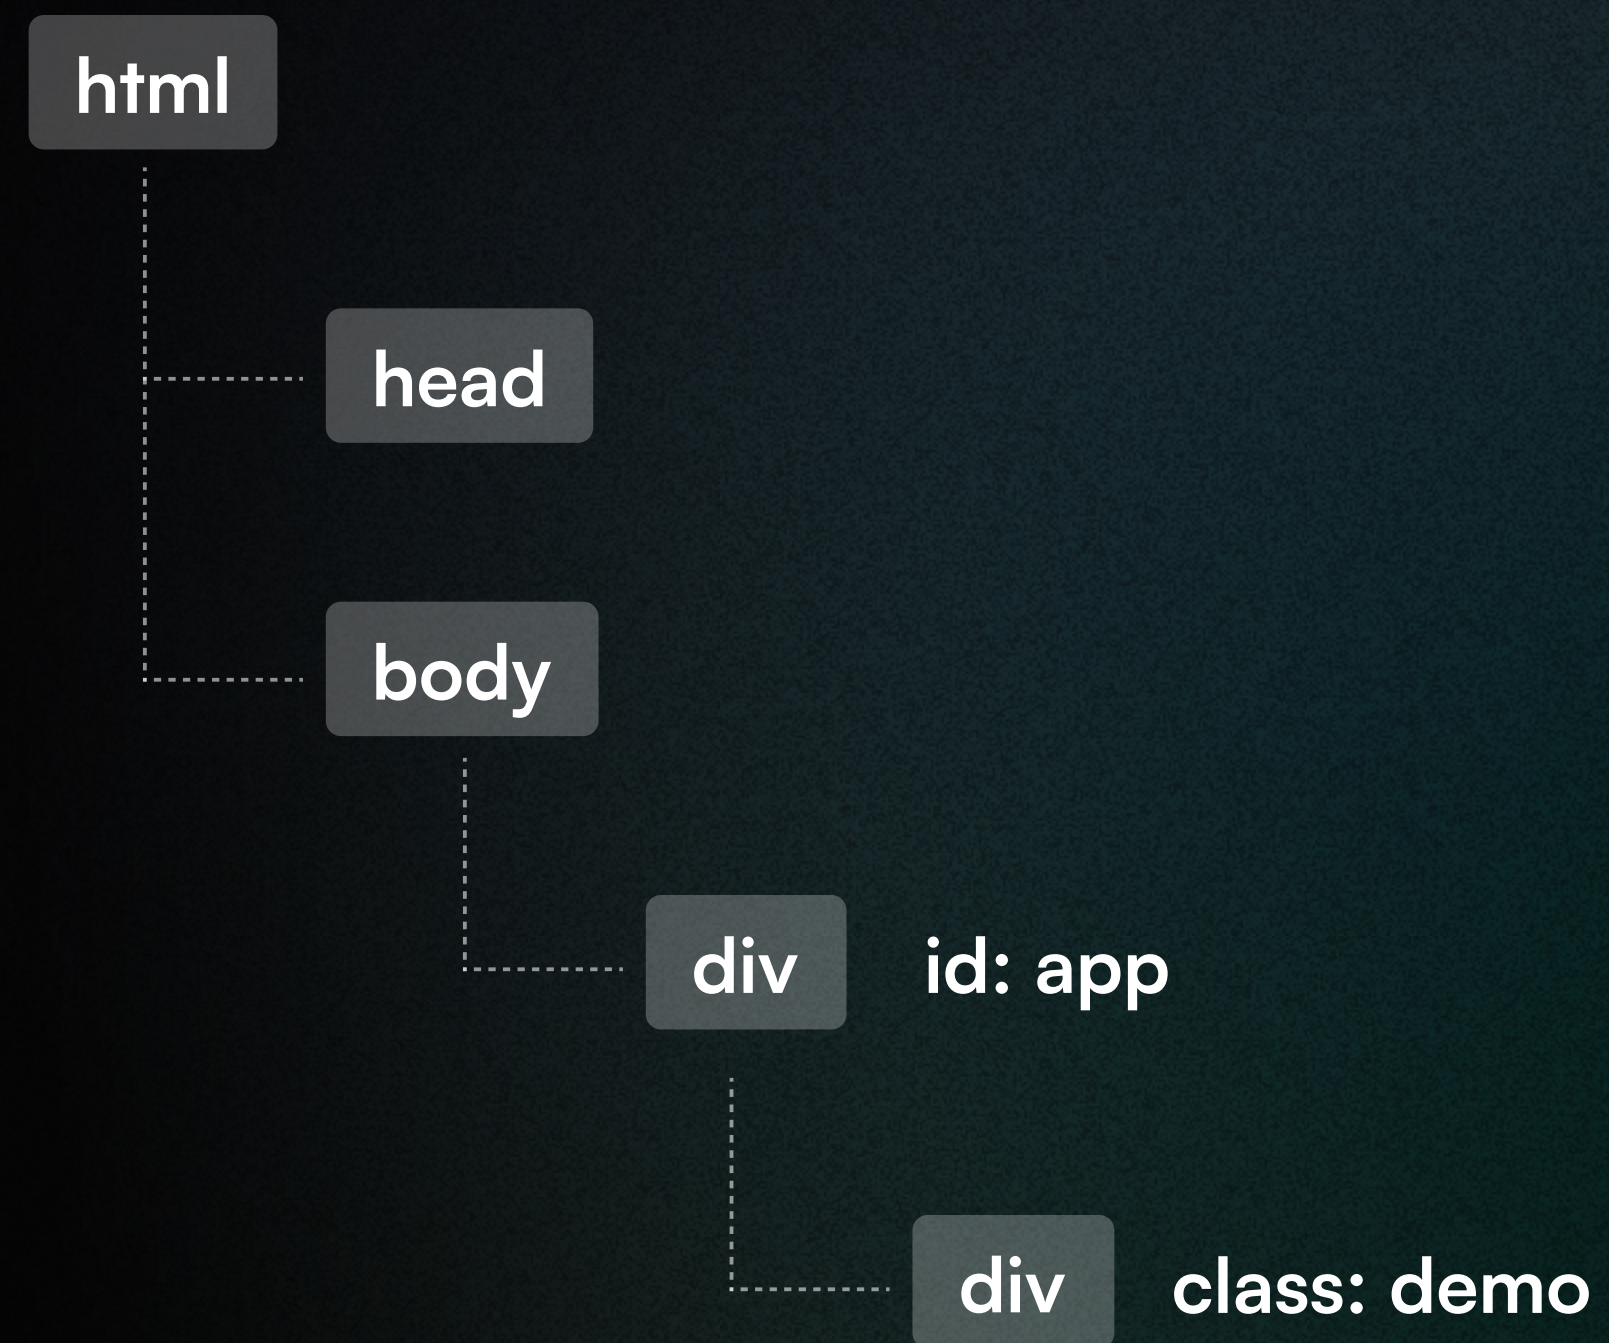 html
head
body
div id: app
div class: demo